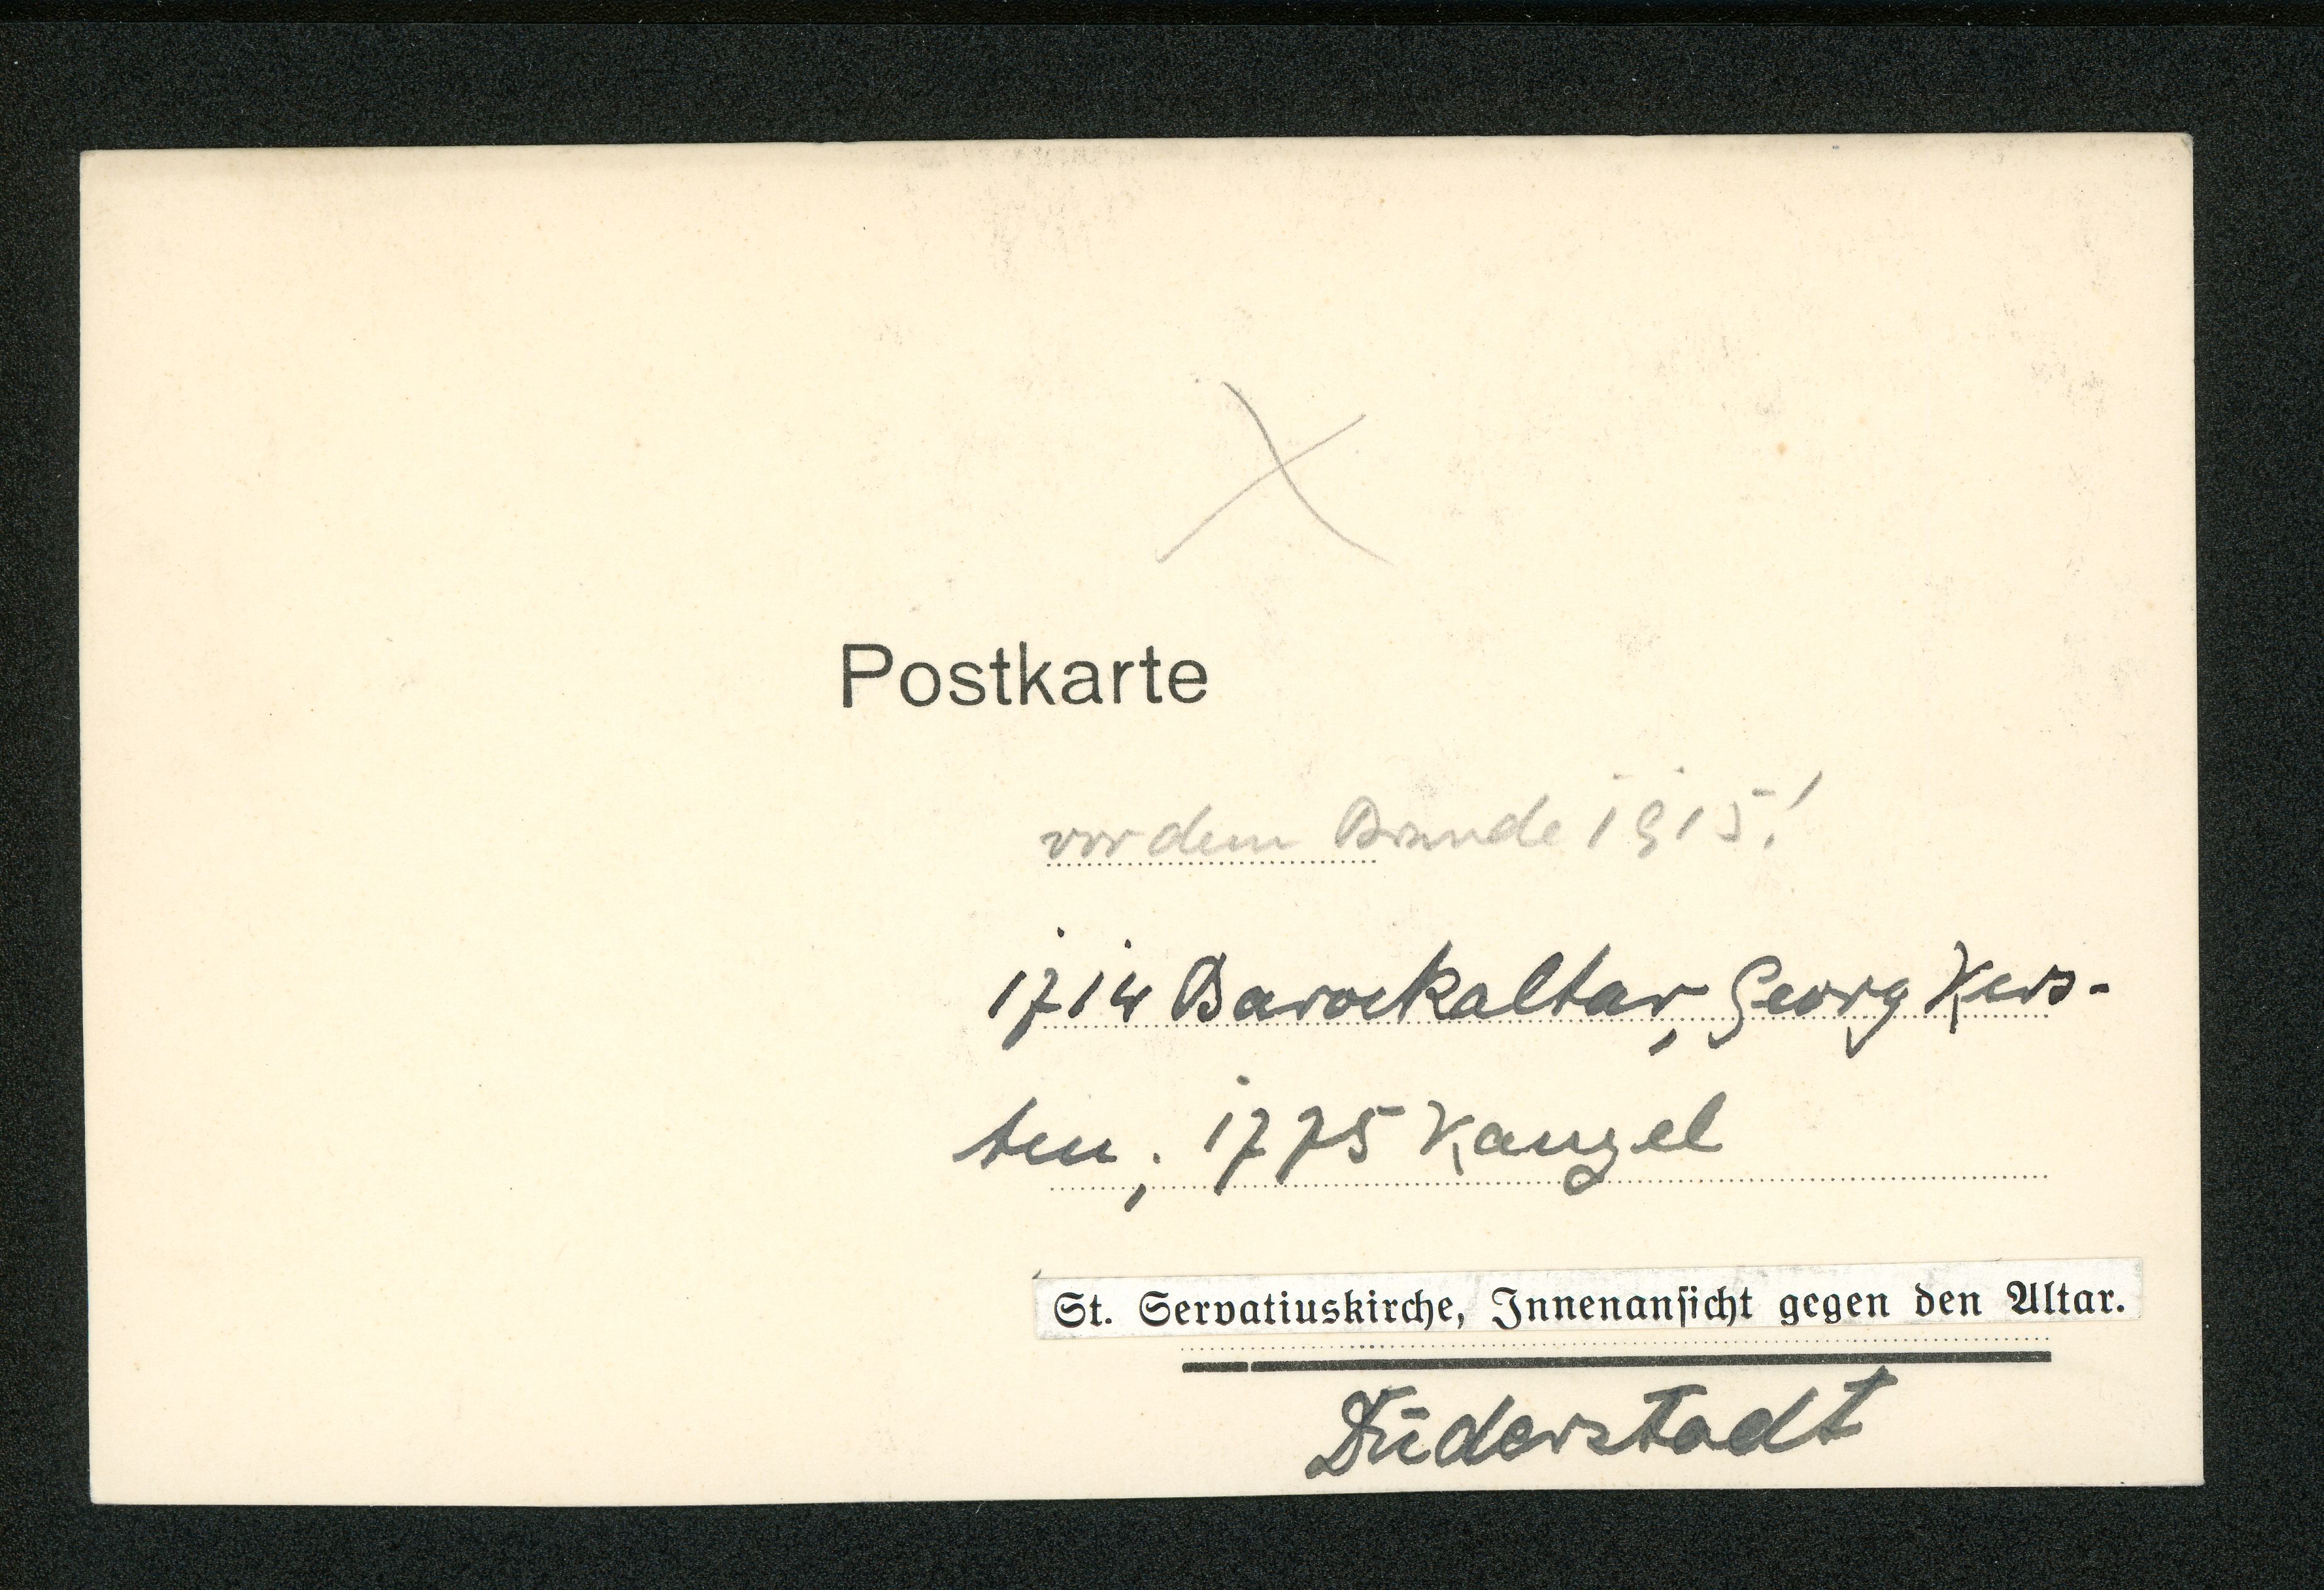 Postkarte
vor dem Brande 1915!
1714 Barockaltar, Georg Kers-
ten; 1775 Kanzel
St. Servatiuskirche, Innenansicht gegen den Altar.
Duderstadt